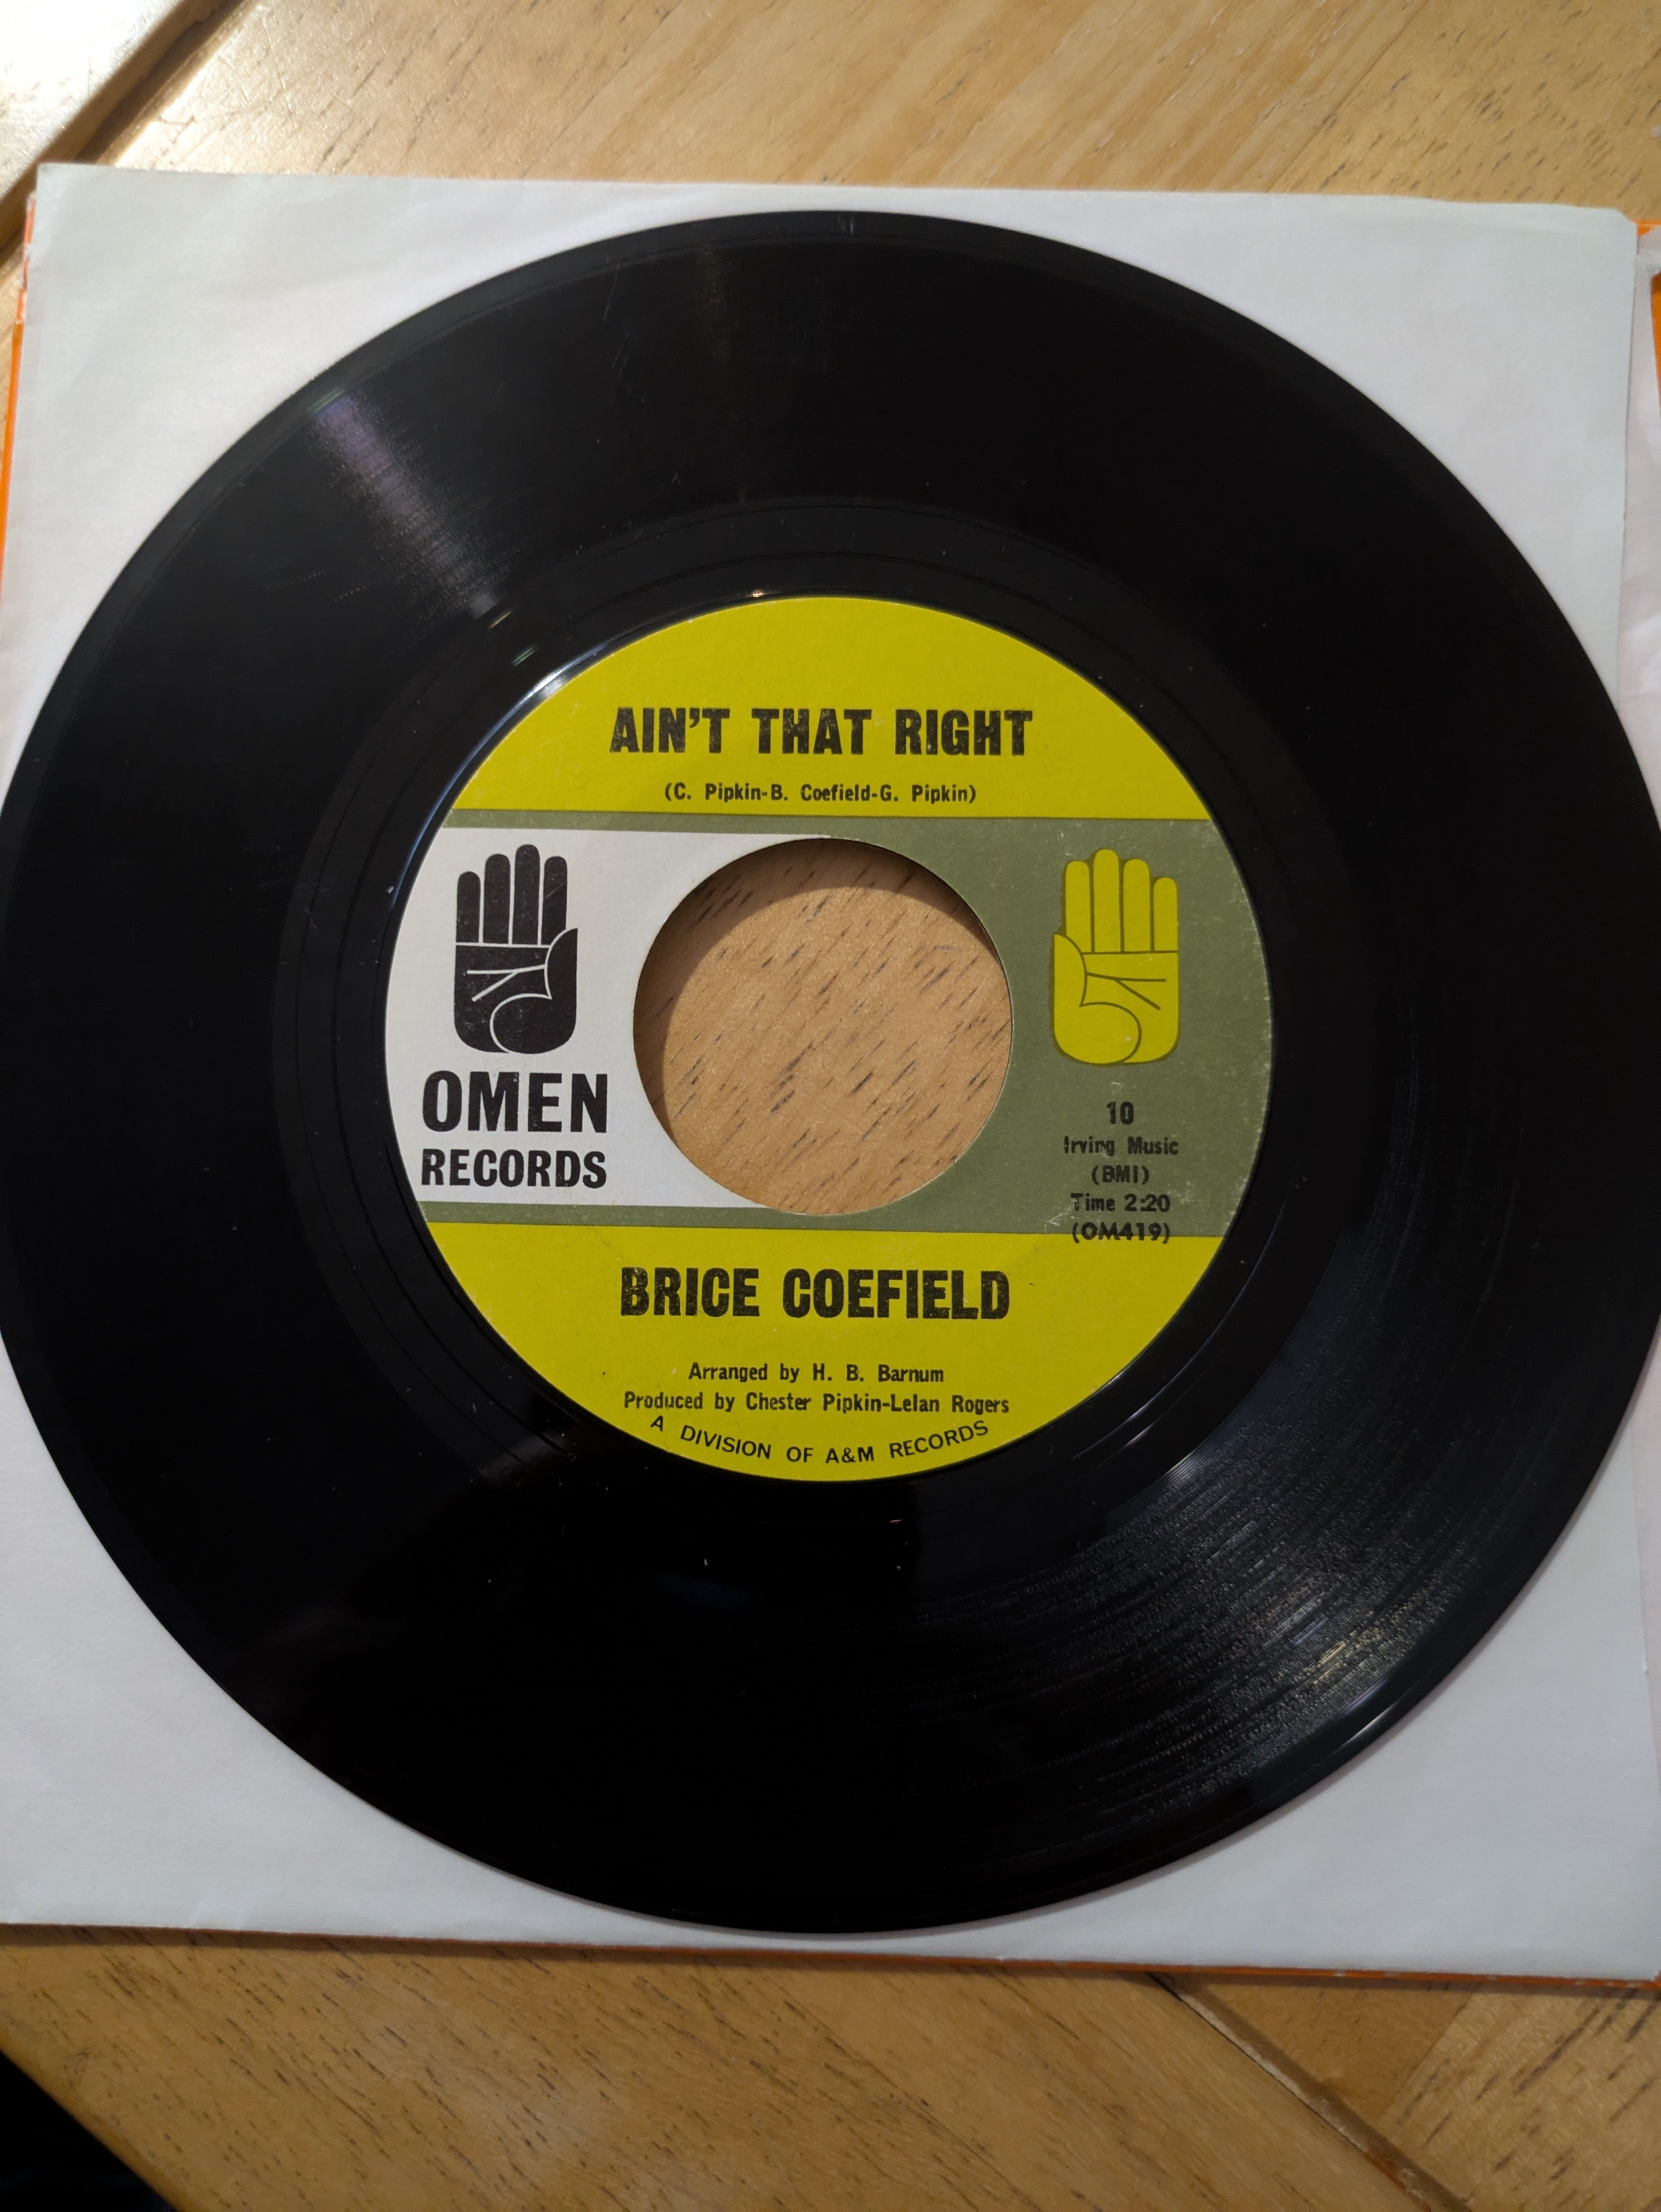 AIN'T THAT RIGHT
(C. Pipkin-B. Coefield-G. Pipkin)
OMEN
RECORDS
10
Irving Music
(BMI)
Time 2:20
(OM419)
BRICE COEFIELD
Arranged by H. B. Barnum
Produced by Chester Pipkin-Lelan Rogers
A DIVISION OF A&M RECORDS